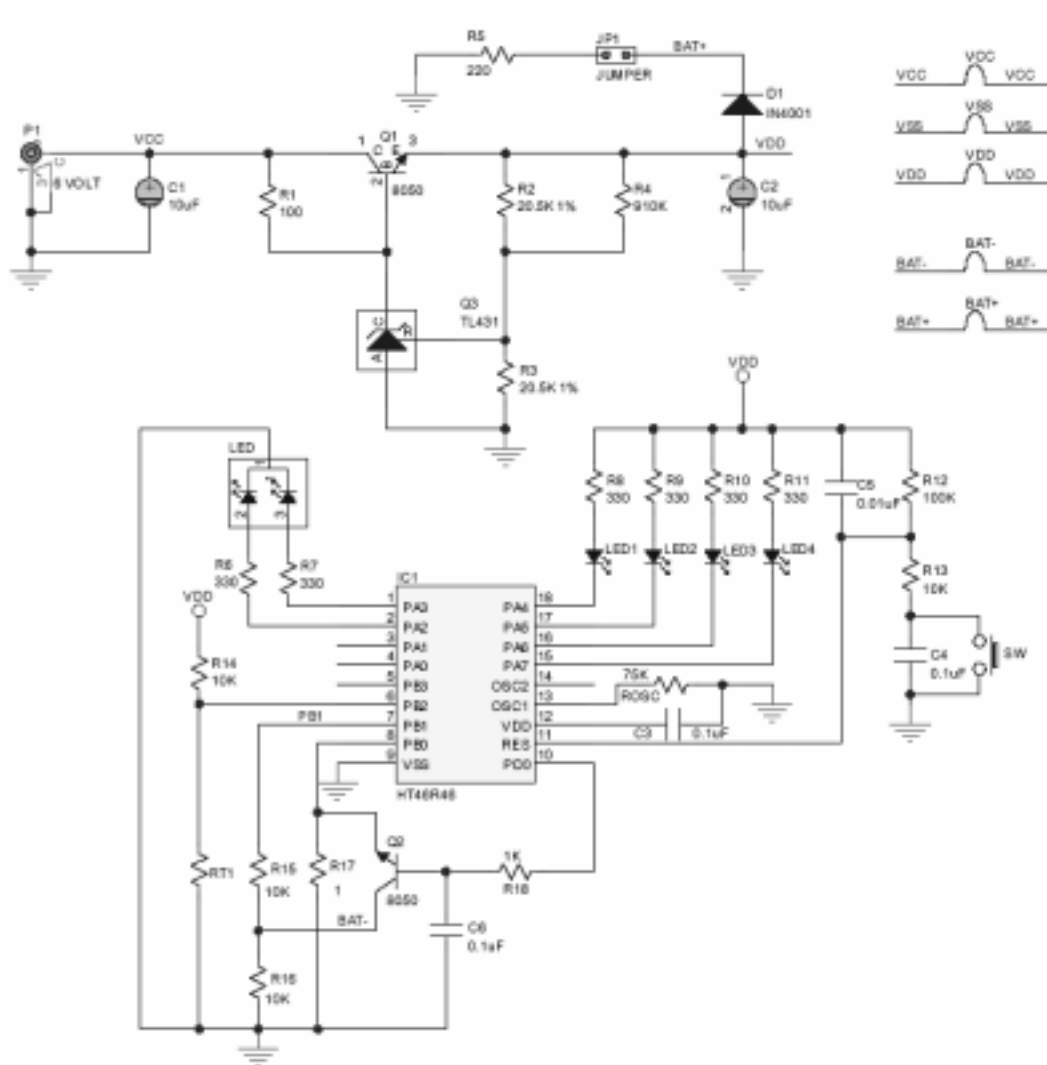 R5
220
JP1
JUMPER
BAT+
D1
IN4001
VCC
VCC VCC
VSS
VSS VSS
VDD
VDD VDD
BAT-
BAT- BAT-
BAT+
BAT+ BAT+
P1
1
6 VOLT
VCC
C1
10uF
R1
100
1 Q1 3
C E
B
2
8050
R2
20.5K 1%
R4
910K
VDD
1
2
C2
10uF
Q3
TL431
C
R
A
R3
20.5K 1%
VDD
LED
1
2
3
R6
330
R7
330
R8
330
R9
330
R10
330
R11
330
C5
0.01uF
R12
100K
LED1
LED2
LED3
LED4
R13
10K
C4
0.1uF
SW
VDD
R14
10K
IC1
1 PA3 PA4 18
2 PA2 PA5 17
3 PA1 PA6 16
4 PA0 PA7 15
5 PB3 OSC2 14
6 PB2 OSC1 13
7 PB1 VDD 12
8 PB0 RES 11
9 VSS PD0 10
HT46R46
75K
ROSC
C3
0.1uF
PB1
RT1
R15
10K
R17
1
Q2
8050
1K
R18
BAT-
C6
0.1uF
R16
10K